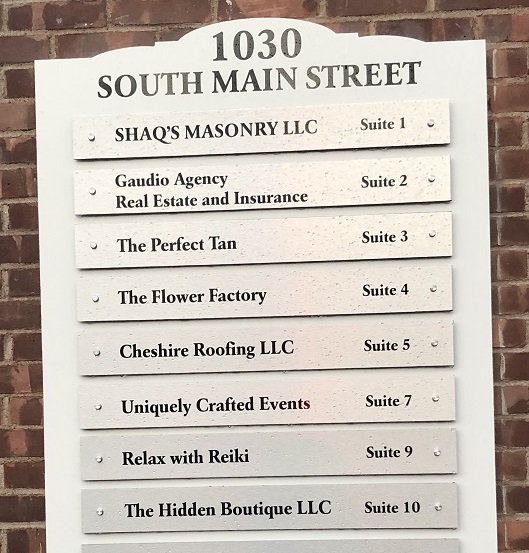 1030
SOUTH MAIN STREET
SHAQ'S MASONRY LLC Suite 1
Gaudio Agency Suite 2
Real Estate and Insurance
The Perfect Tan Suite 3
The Flower Factory Suite 4
Cheshire Roofing LLC Suite 5
Uniquely Crafted Events Suite 7
Relax with Reiki Suite 9
The Hidden Boutique LLC Suite 10